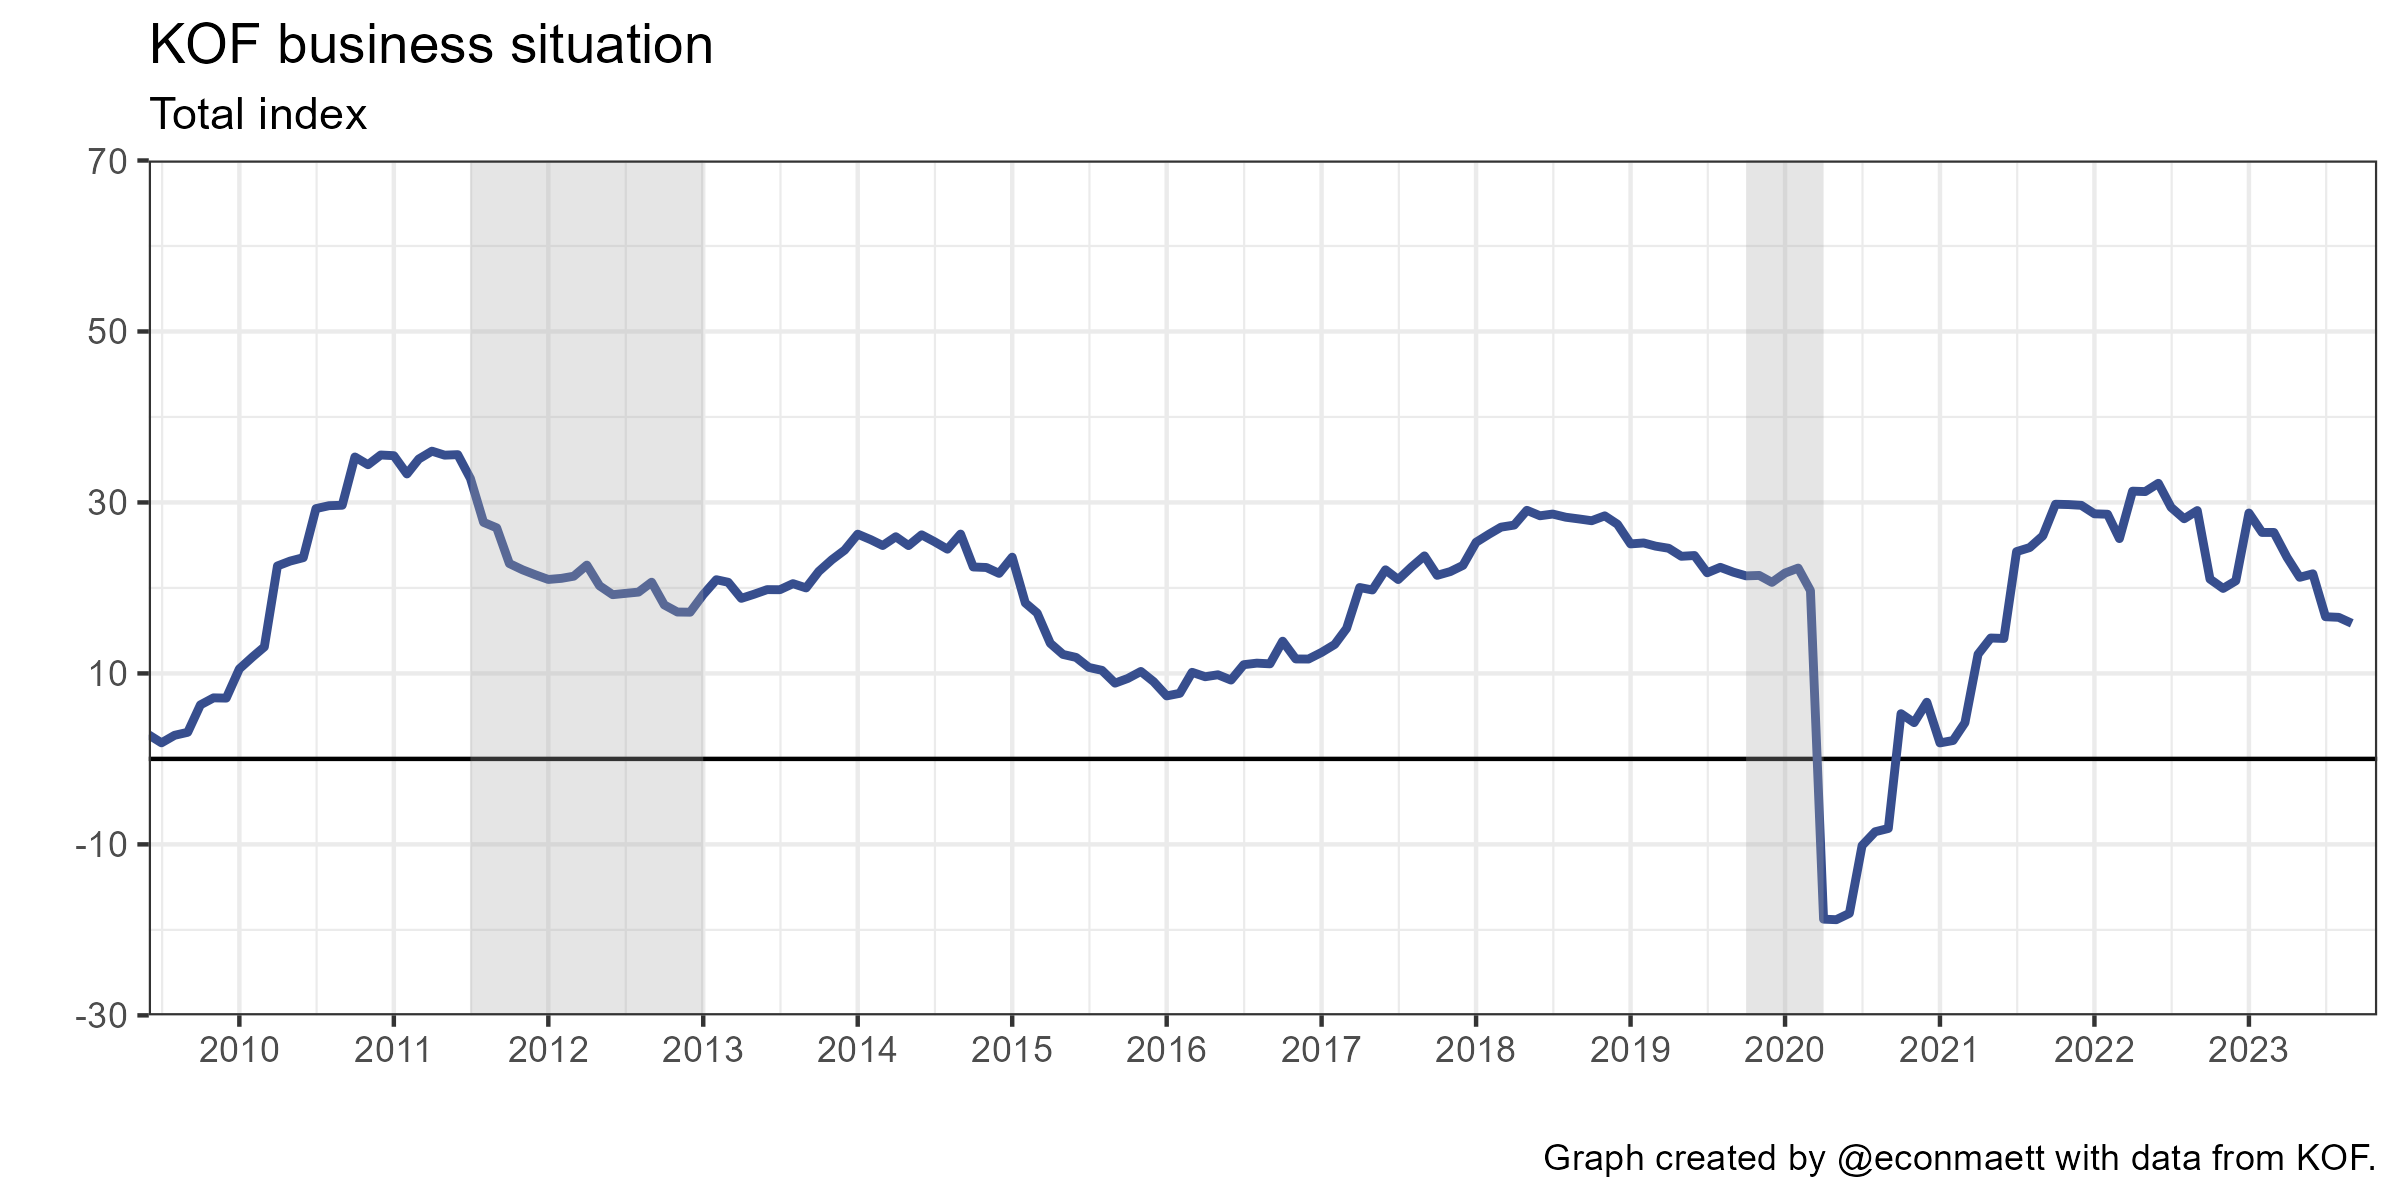 KOF business situation
Total index
70
50
30
10
-10
-30
2010 2011 2012 2013 2014 2015 2016 2017 2018 2019 2020 2021 2022 2023
Graph created by @econmaett with data from KOF.